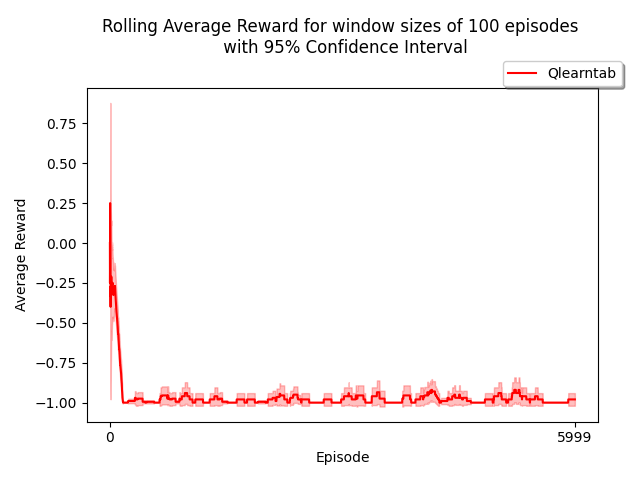 Rolling Average Reward for window sizes of 100 episodes
with 95% Confidence Interval
Qlearntab
0.75
0.50
0.25
0.00
−0.25
−0.50
−0.75
−1.00
Average Reward
0
5999
Episode